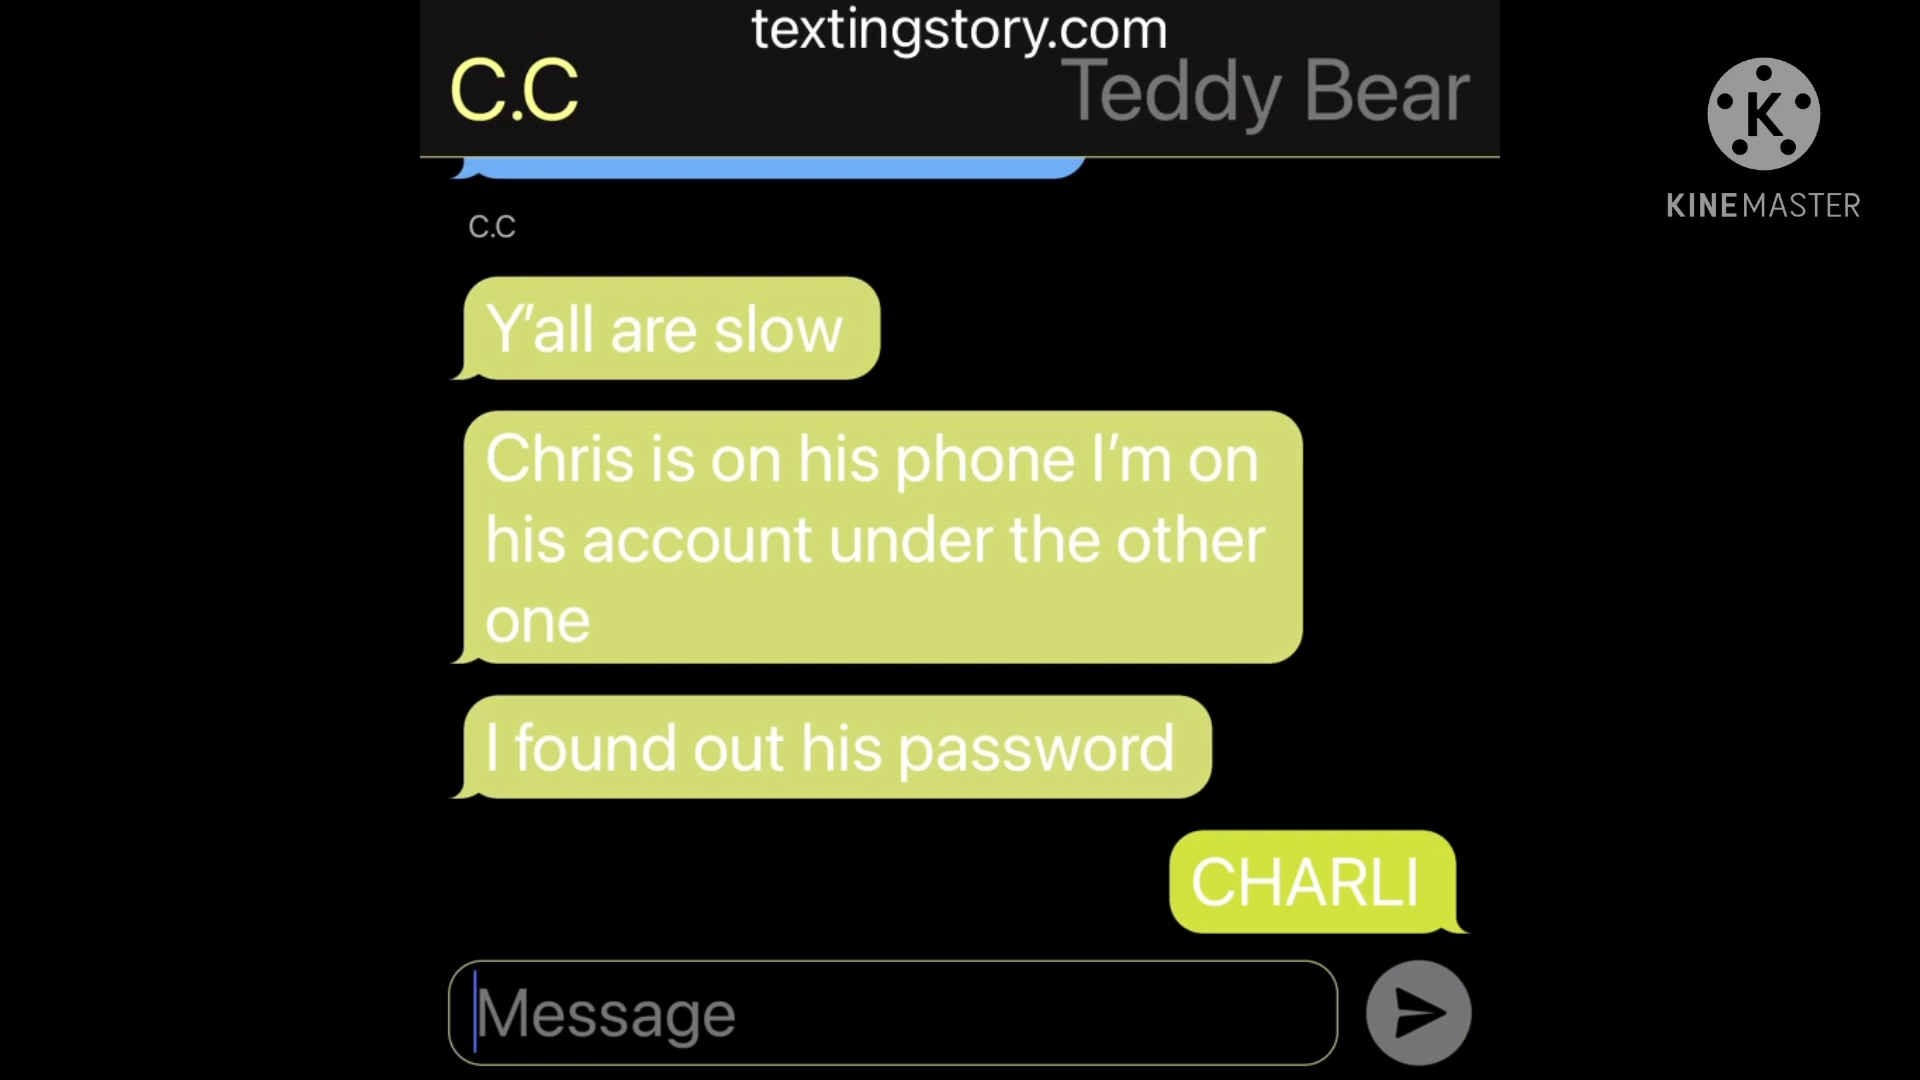 textingstory.com
C.C
Teddy Bear
K
KINEMASTER
C.C
Y’all are slow
Chris is on his phone I’m on
his account under the other
one
I found out his password
CHARLI
Message